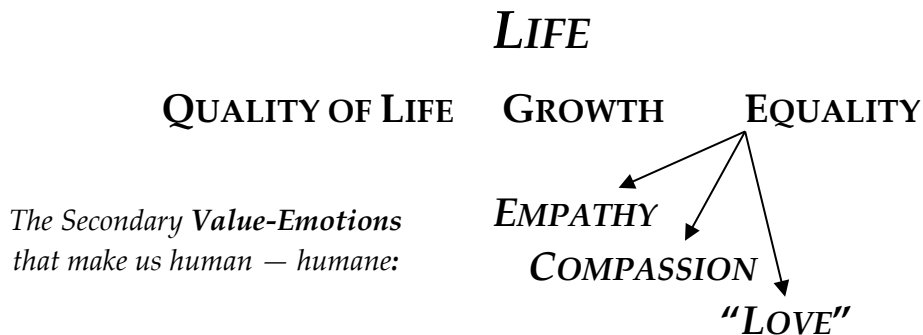 LIFE
QUALITY OF LIFE GROWTH EQUALITY
The Secondary Value-Emotions
that make us human — humane:
EMPATHY
COMPASSION
“LOVE”